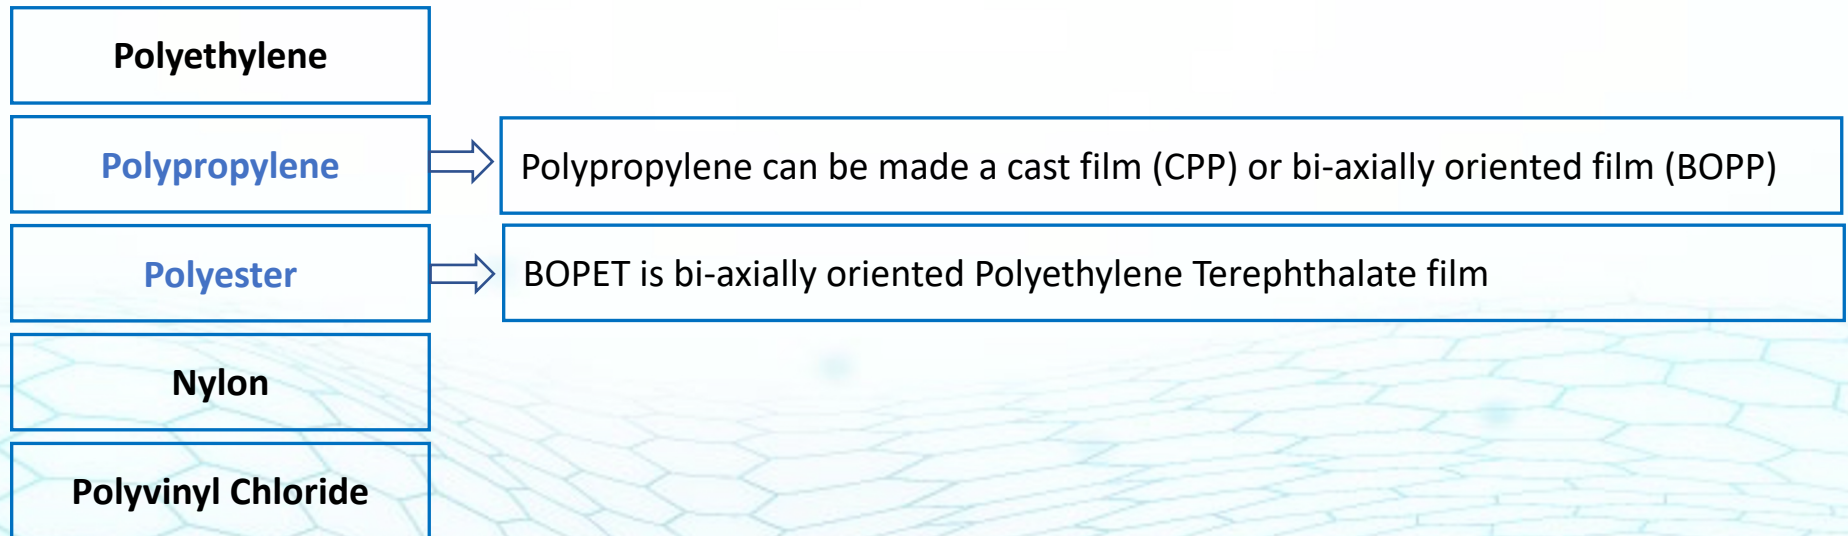 Polyethylene
Polypropylene
Polypropylene can be made a cast film (CPP) or bi-axially oriented film (BOPP)
Polyester
BOPET is bi-axially oriented Polyethylene Terephthalate film
Nylon
Polyvinyl Chloride